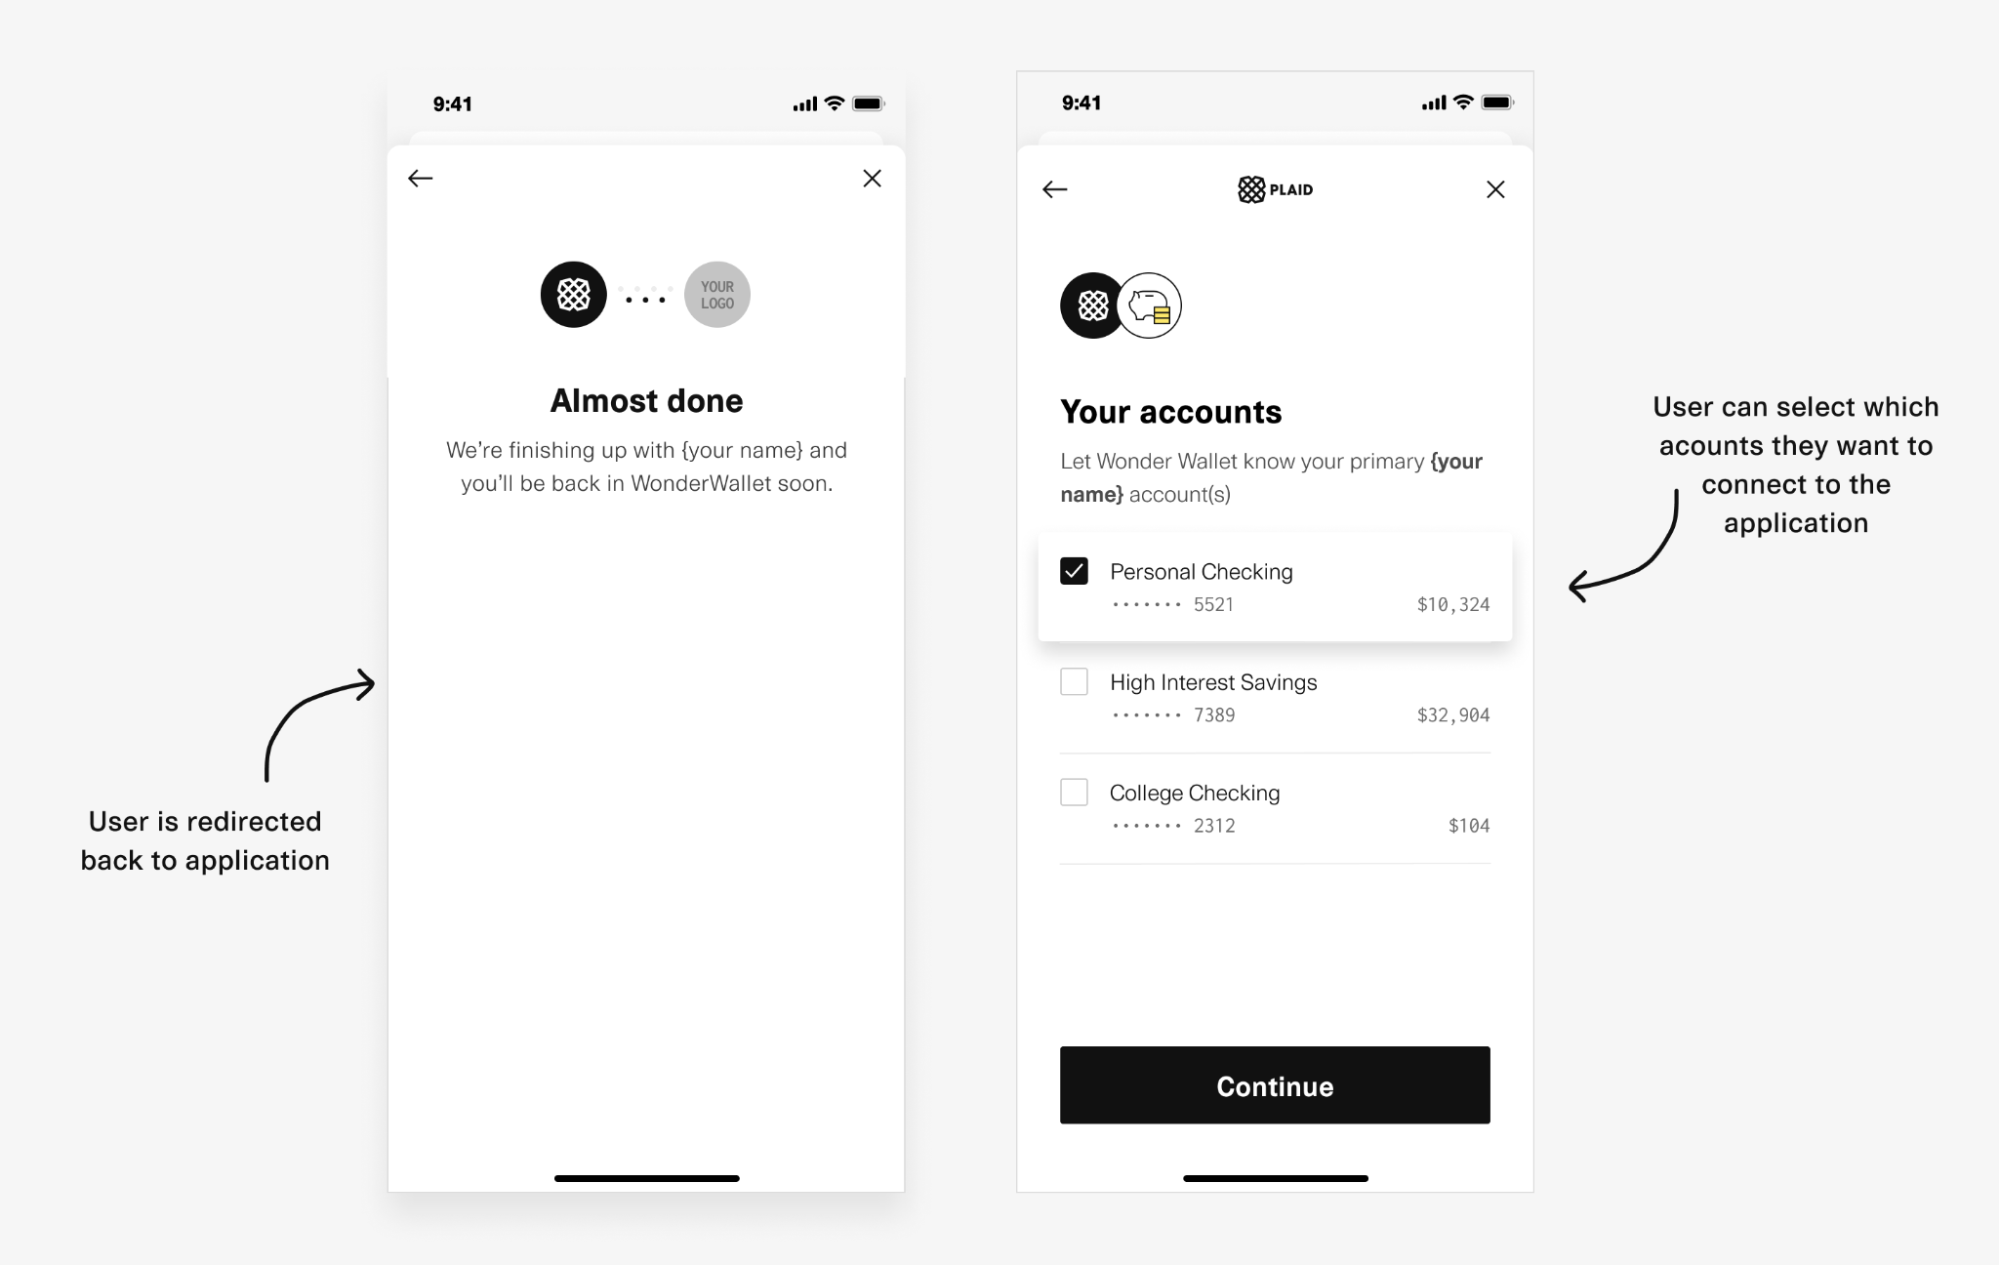 9:41
YOUR
LOGO
Almost done
We're finishing up with {your name} and
you'll be back in WonderWallet soon.
User is redirected
back to application
9:41
PLAID
Your accounts
Let Wonder Wallet know your primary {your
name} account(s)
Personal Checking
••••••• 5521 $10,324
High Interest Savings
••••••• 7389 $32,904
College Checking
••••••• 2312 $104
Continue
User can select which
acounts they want to
connect to the
application